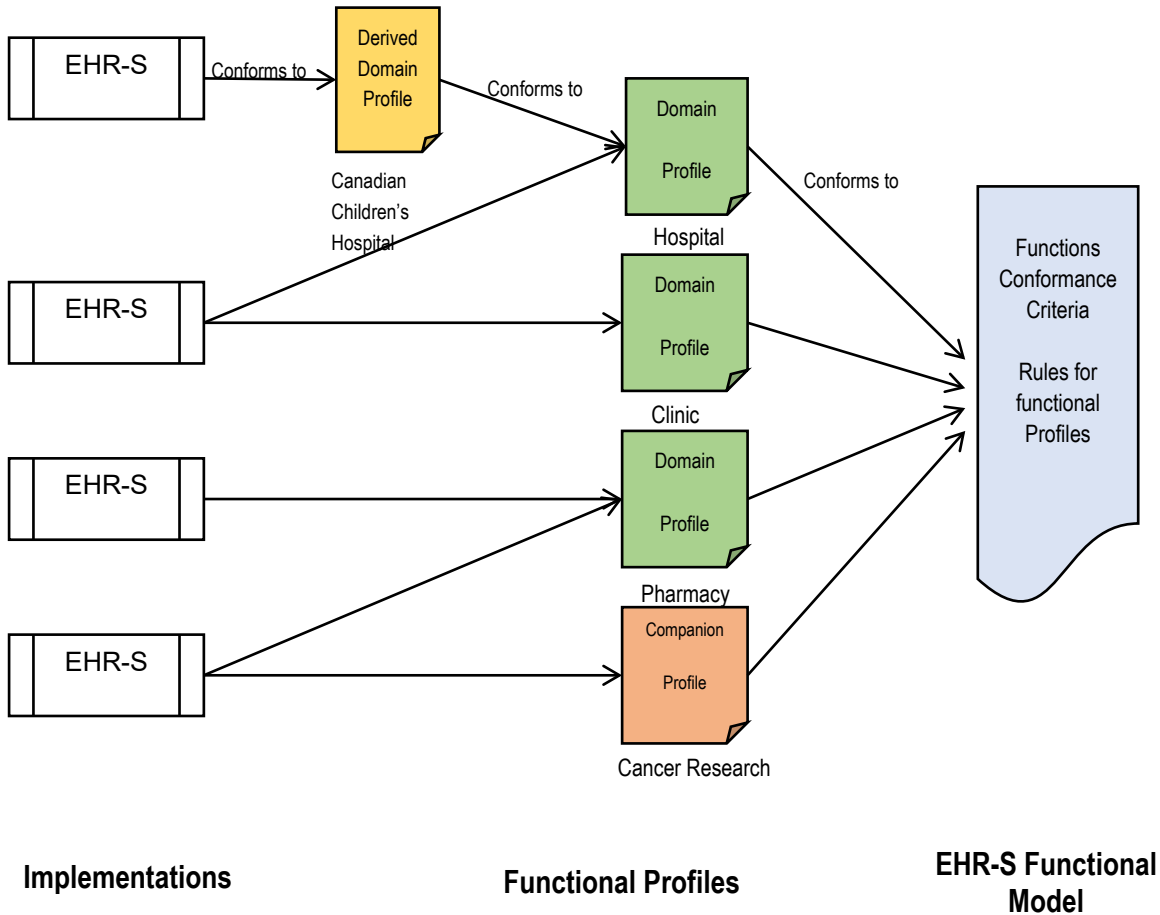 EHR-S
Conforms to
Derived
Domain
Profile
Conforms to
Canadian
Children's
Hospital
Domain
Profile
Hospital
Conforms to
Functions
Conformance
Criteria
Rules for
functional
Profiles
EHR-S
Domain
Profile
Clinic
EHR-S
Domain
Profile
Pharmacy
EHR-S
Companion
Profile
Cancer Research
Implementations
Functional Profiles
EHR-S Functional
Model